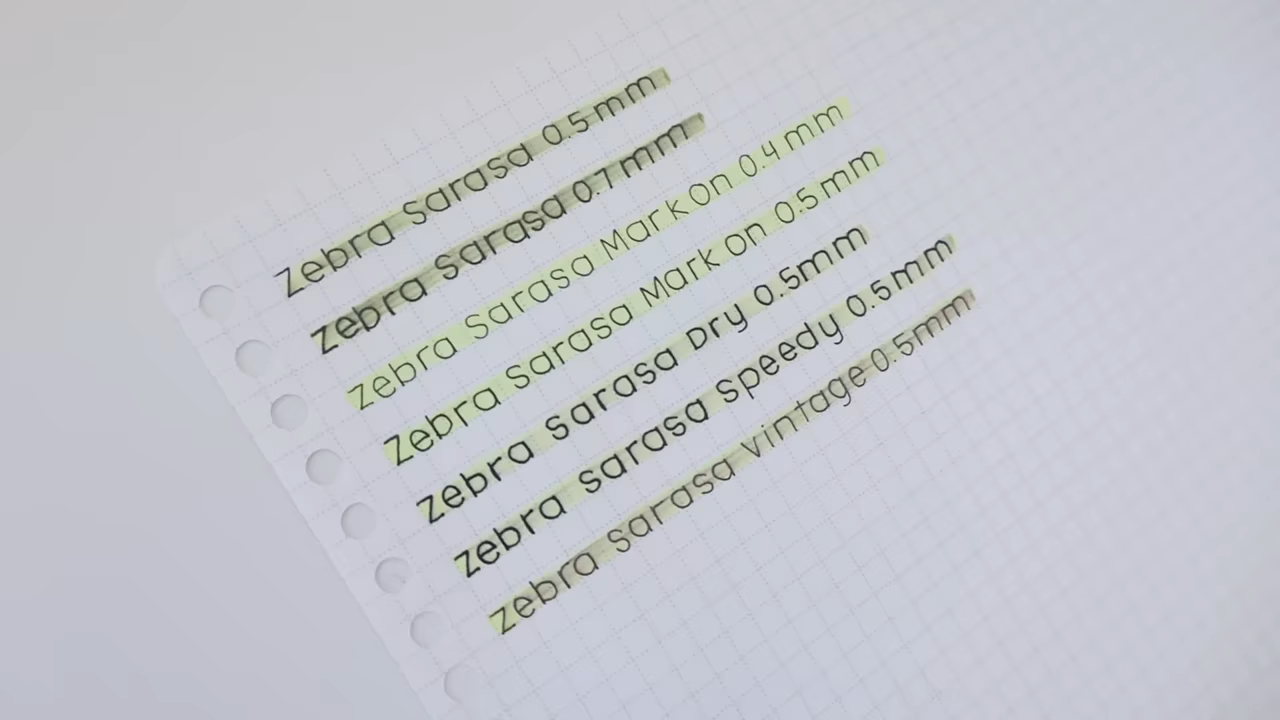 Zebra Sarasa 0.5mm
Zebra Sarasa 0.7mm
Zebra Sarasa Mark on 0.4mm
Zebra Sarasa Mark on 0.5mm
Zebra Sarasa Dry 0.5mm
Zebra Sarasa Speedy 0.5mm
Zebra Sarasa Vintage 0.5mm